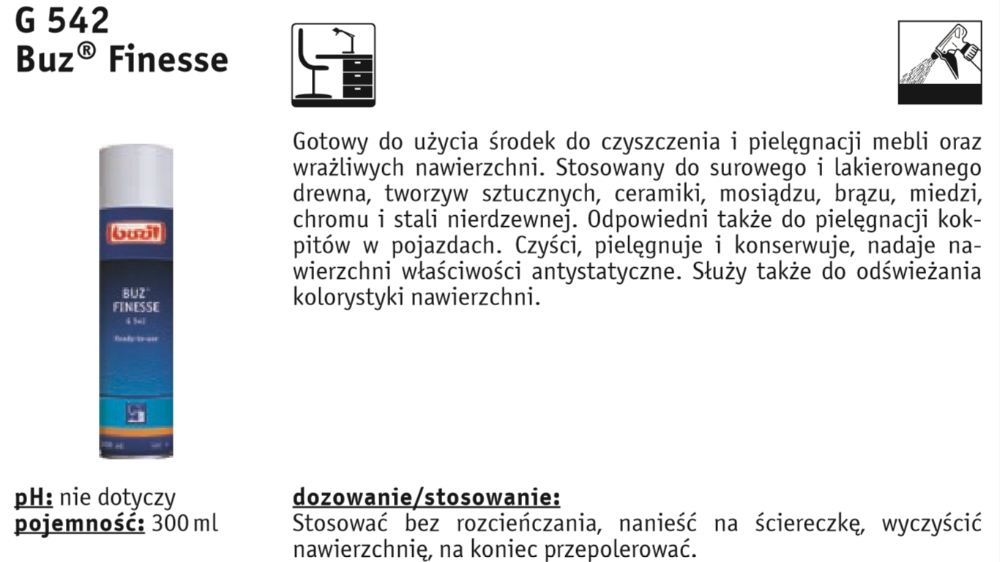 G 542
Buz® Finesse
Gotowy do użycia środek do czyszczenia i pielęgnacji mebli oraz
wrażliwych nawierzchni. Stosowany do surowego i lakierowanego
drewna, tworzyw sztucznych, ceramiki, mosiądzu, brązu, miedzi,
chromu i stali nierdzewnej. Odpowiedni także do pielęgnacji kok-
pitów w pojazdach. Czyści, pielęgnuje i konserwuje, nadaje na-
wierzchni właściwości antystatyczne. Służy także do odświeżania
kolorystyki nawierzchni.
buzil
BUZ®
FINESSE
G 542
Ready-to-use
pH: nie dotyczy
pojemność: 300 ml
dozowanie/stosowanie:
Stosować bez rozcieńczania, nanieść na ściereczkę, wyczyścić
nawierzchnię, na koniec przepolerować.